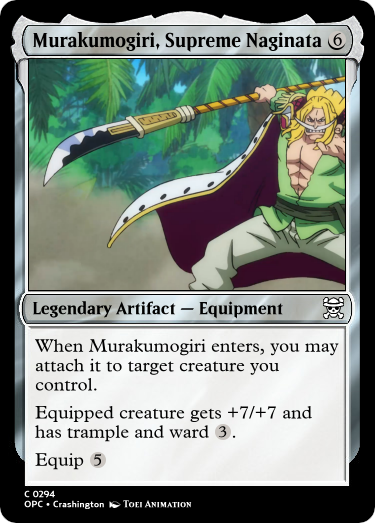 Murakumogiri, Supreme Naginata 6
Legendary Artifact — Equipment
When Murakumogiri enters, you may
attach it to target creature you
control.
Equipped creature gets +7/+7 and
has trample and ward 3.
Equip 5
C 0294
OPC • Crashington Toei Animation